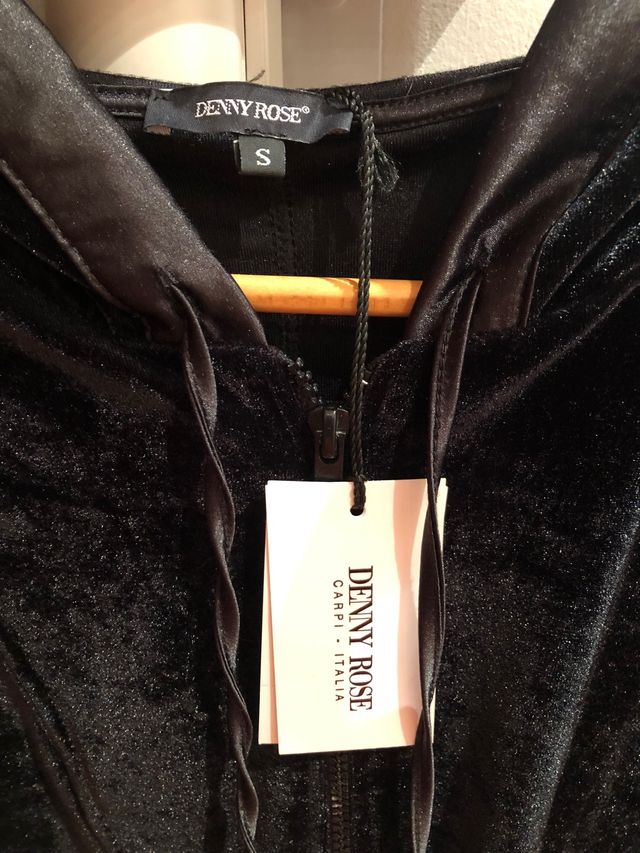 DENNY ROSE®
S
DENNY ROSE
CARPI - ITALIA